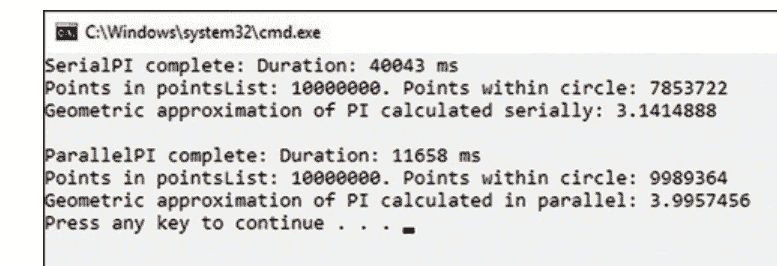 C:\Windows\system32\cmd.exe
SerialPI complete: Duration: 40043 ms
Points in pointsList: 10000000. Points within circle: 7853722
Geometric approximation of PI calculated serially: 3.1414888
ParallelPI complete: Duration: 11658 ms
Points in pointsList: 10000000. Points within circle: 9989364
Geometric approximation of PI calculated in parallel: 3.9957456
Press any key to continue . . .